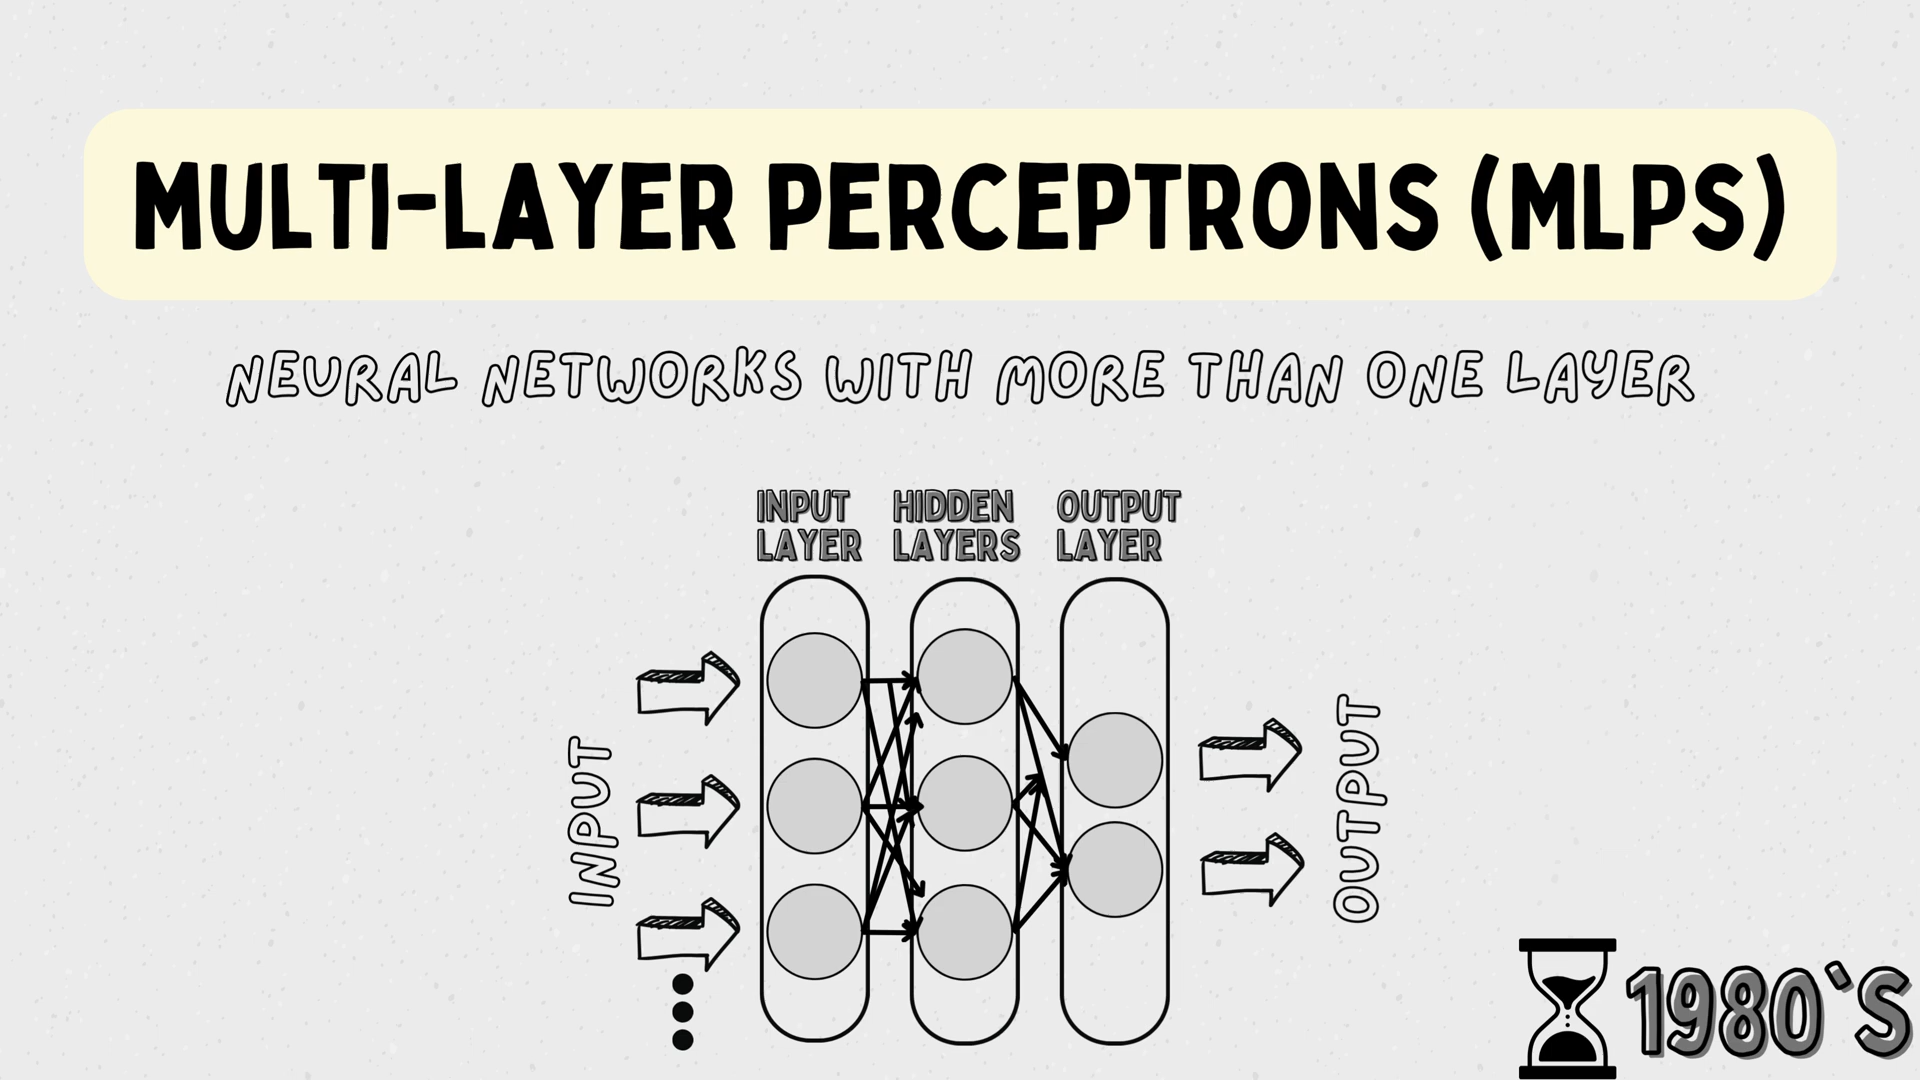 MULTI-LAYER PERCEPTRONS (MLPS)
NEURAL NETWORKS WITH MORE THAN ONE LAYER
INPUT
LAYER
HIDDEN
LAYERS
OUTPUT
LAYER
INPUT
OUTPUT
1980`S